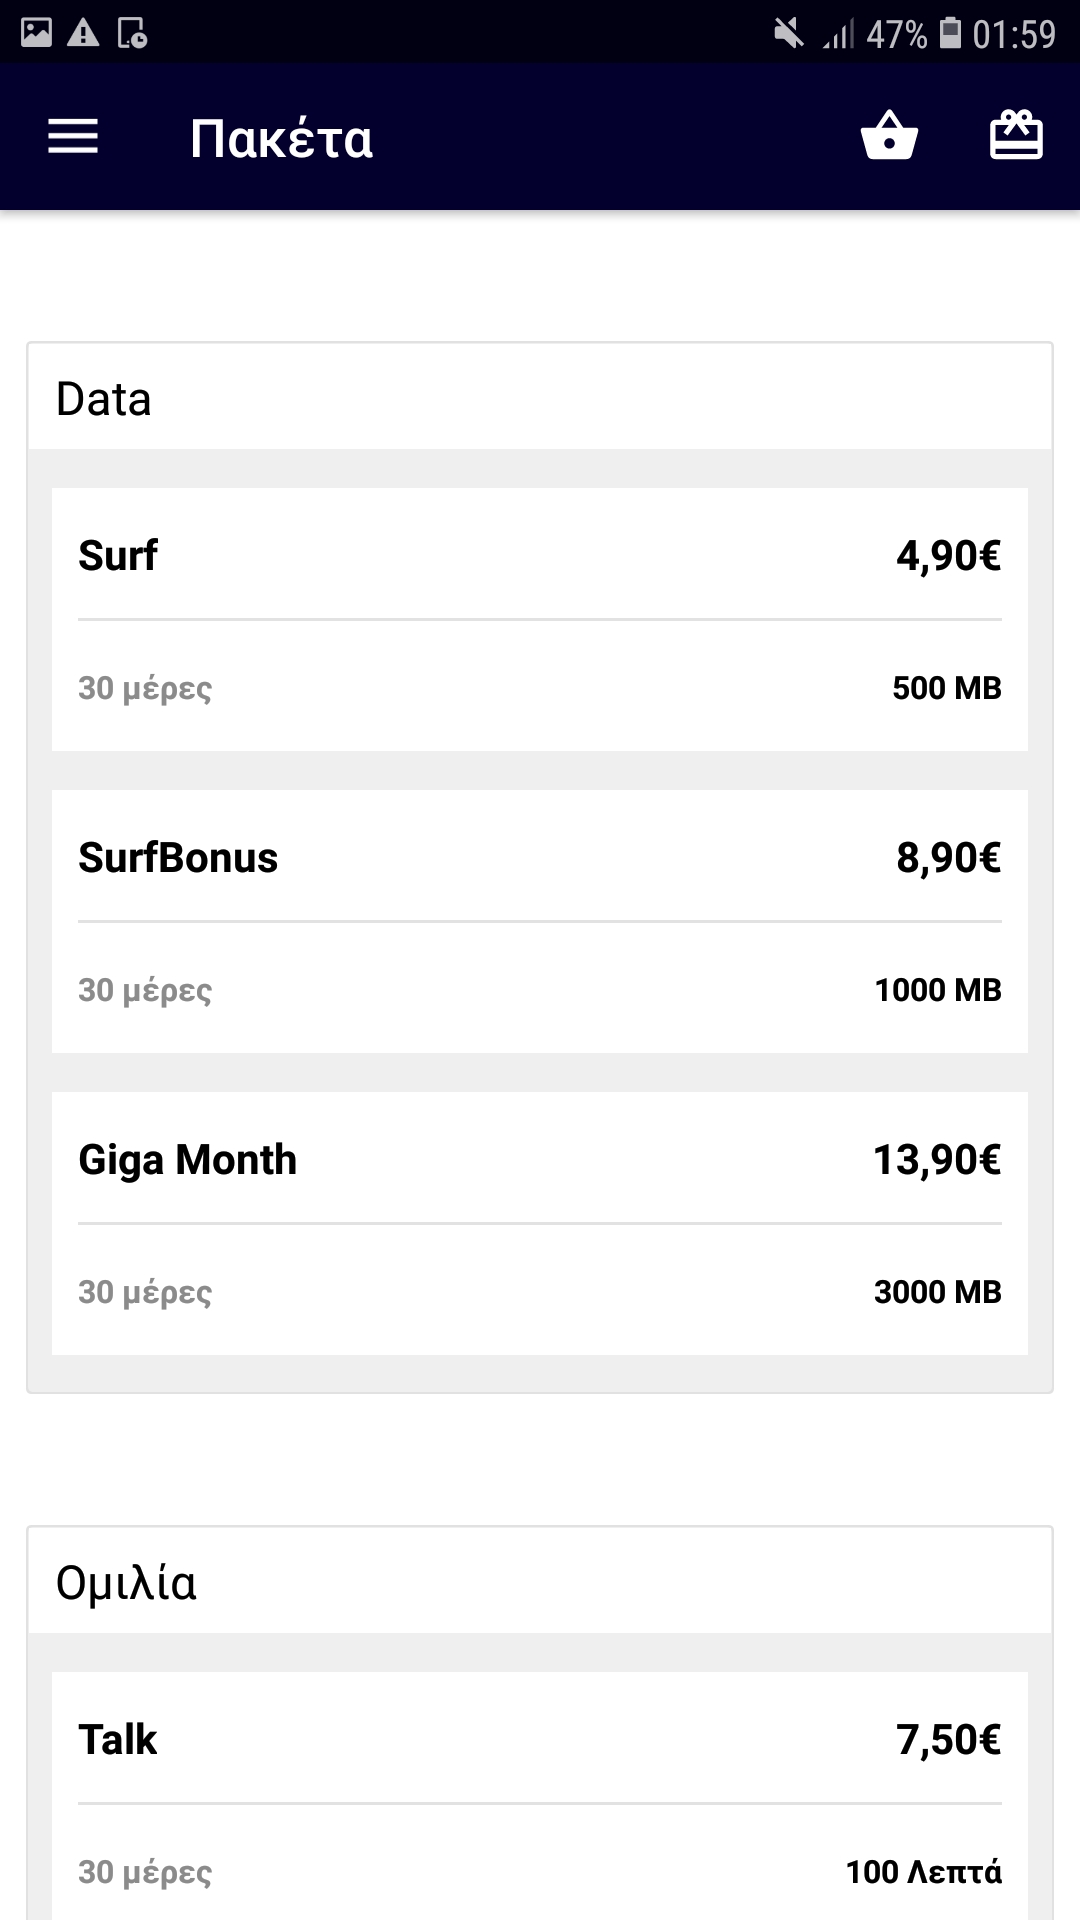 47% 01:59
Πακέτα
Data
Surf 4,90€
30 μέρες 500 MB
SurfBonus 8,90€
30 μέρες 1000 MB
Giga Month 13,90€
30 μέρες 3000 MB
Ομιλία
Talk 7,50€
30 μέρες 100 Λεπτά